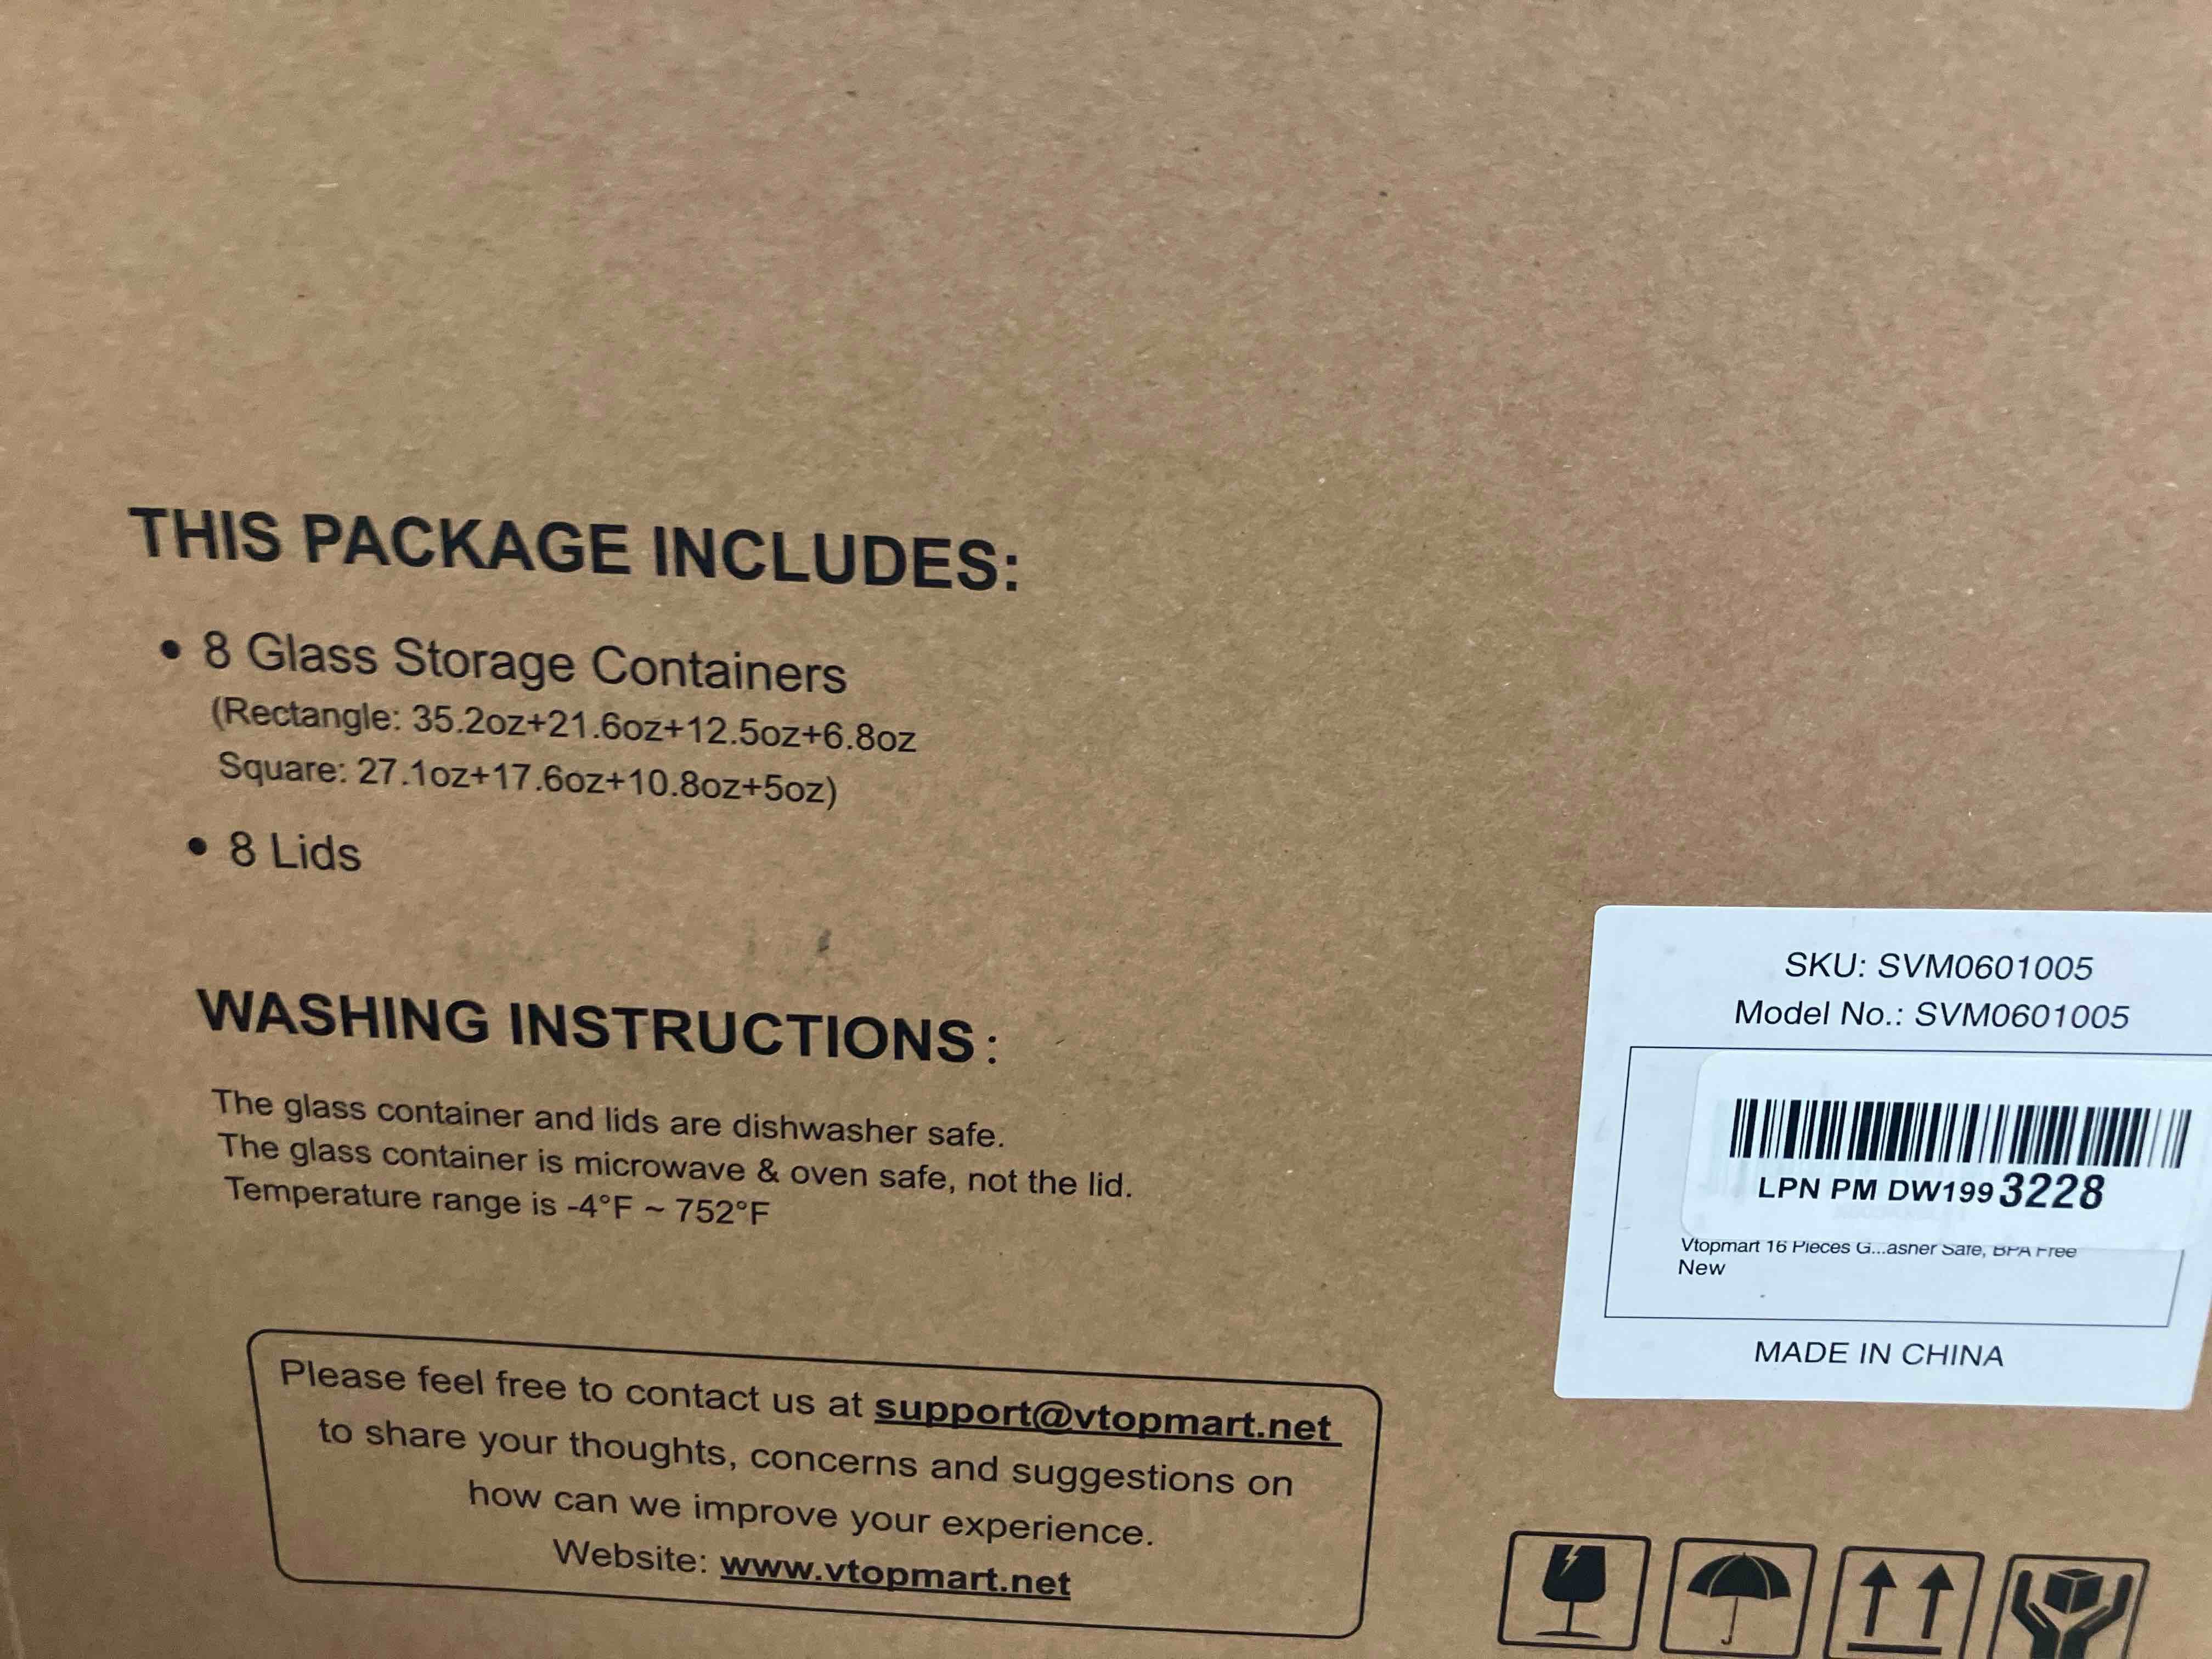 THIS PACKAGE INCLUDES:
• 8 Glass Storage Containers
(Rectangle: 35.2oz+21.6oz+12.5oz+6.8oz
Square: 27.1oz+17.6oz+10.8oz+5oz)
• 8 Lids
WASHING INSTRUCTIONS:
The glass container and lids are dishwasher safe.
The glass container is microwave & oven safe, not the lid.
Temperature range is -4°F ~ 752°F
Please feel free to contact us at support@vtopmart.net
to share your thoughts, concerns and suggestions on
how can we improve your experience.
Website: www.vtopmart.net
SKU: SVM0601005
Model No.: SVM0601005
LPN PM DW199 3228
Vtopmart 16 Pieces G...asher Safe, BPA Free
New
MADE IN CHINA